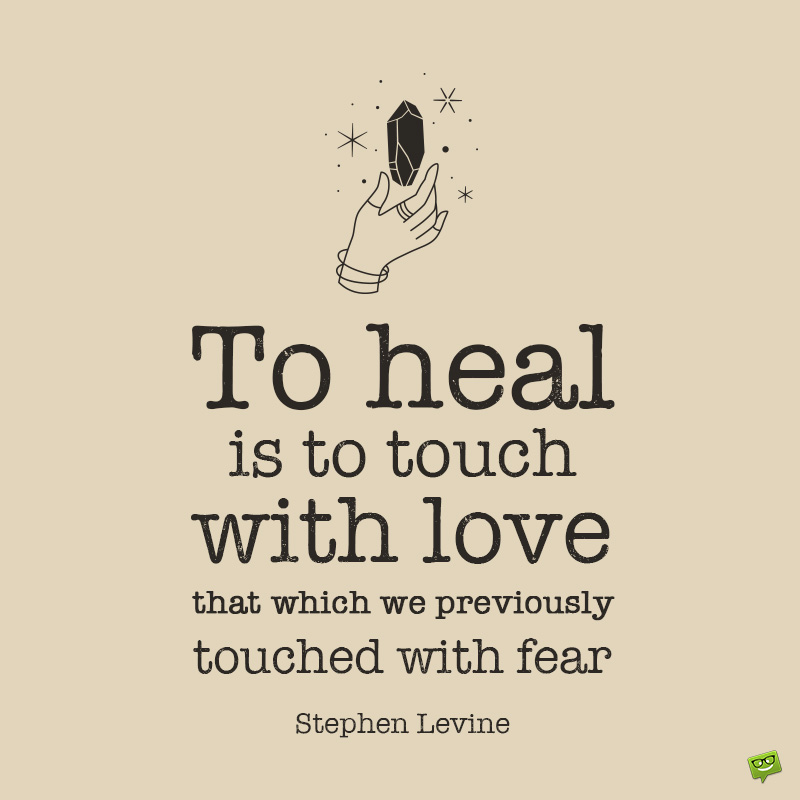 To heal
is to touch
with love
that which we previously
touched with fear
Stephen Levine